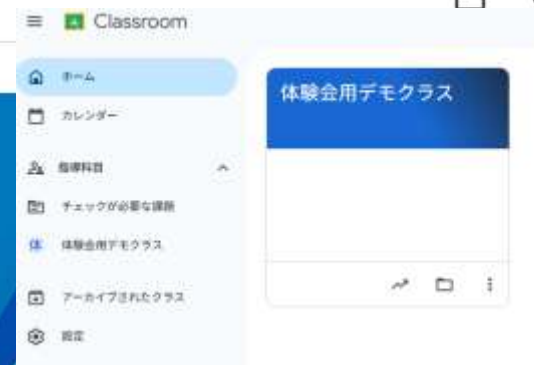 Classroom
ホーム
カレンダー
指導科目
チェックが必要な課題
体 体験会用デモクラス
アーカイブされたクラス
設定
体験会用デモクラス